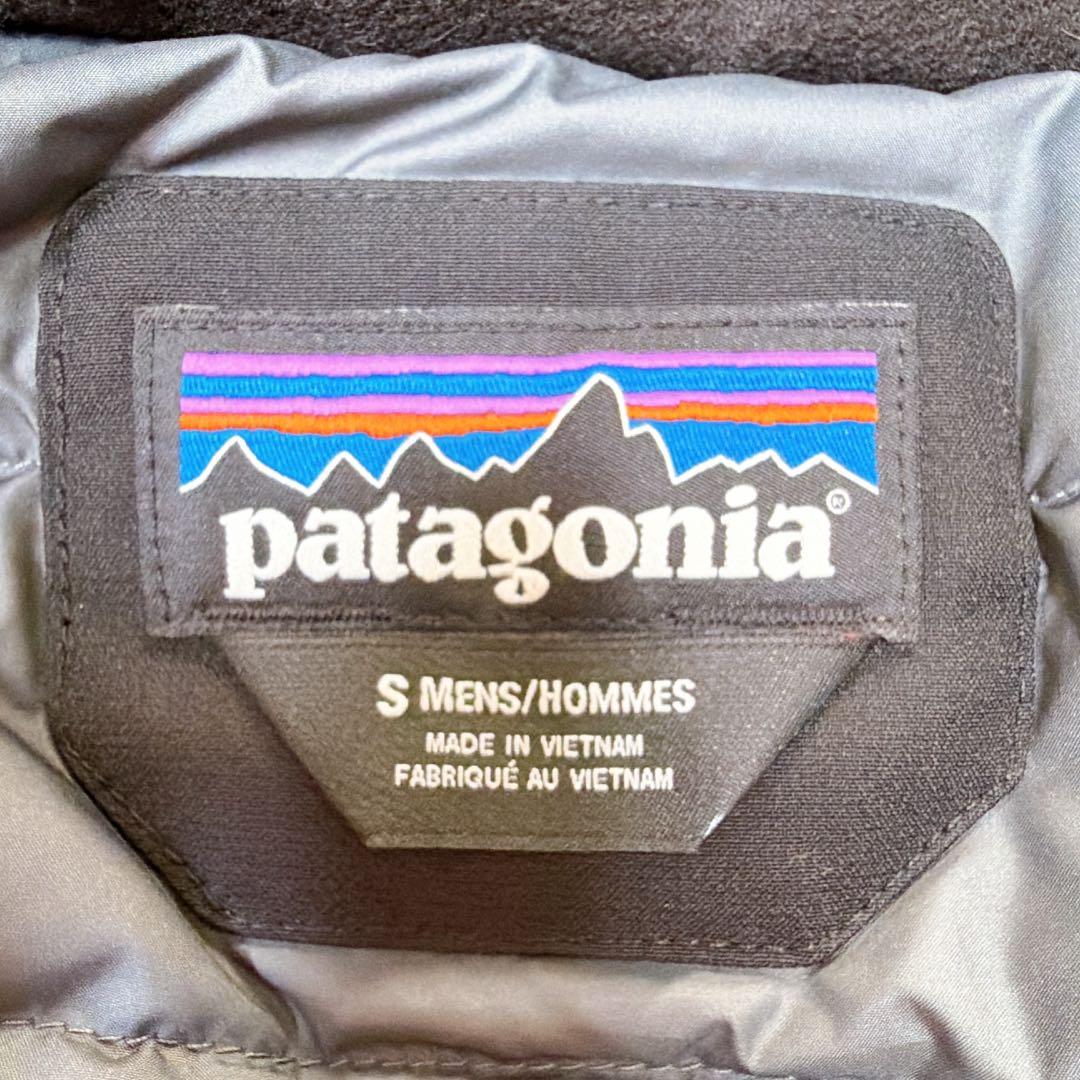 patagonia®
S MENS/HOMMES
MADE IN VIETNAM
FABRIQUÉ AU VIETNAM